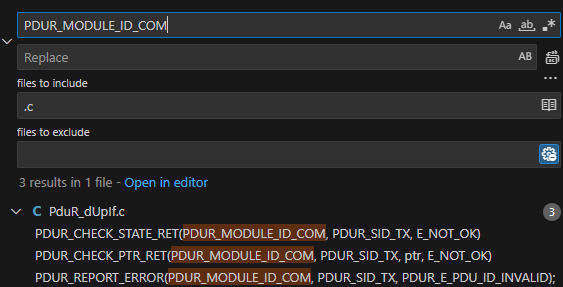 PDUR_MODULE_ID_COM
Aa ab .*
Replace
AB
...
files to include
.c
files to exclude
3 results in 1 file - Open in editor
C PduR_dUpIf.c 3
PDUR_CHECK_STATE_RET(PDUR_MODULE_ID_COM, PDUR_SID_TX, E_NOT_OK)
PDUR_CHECK_PTR_RET(PDUR_MODULE_ID_COM, PDUR_SID_TX, ptr, E_NOT_OK)
PDUR_REPORT_ERROR(PDUR_MODULE_ID_COM, PDUR_SID_TX, PDUR_E_PDU_ID_INVALID);